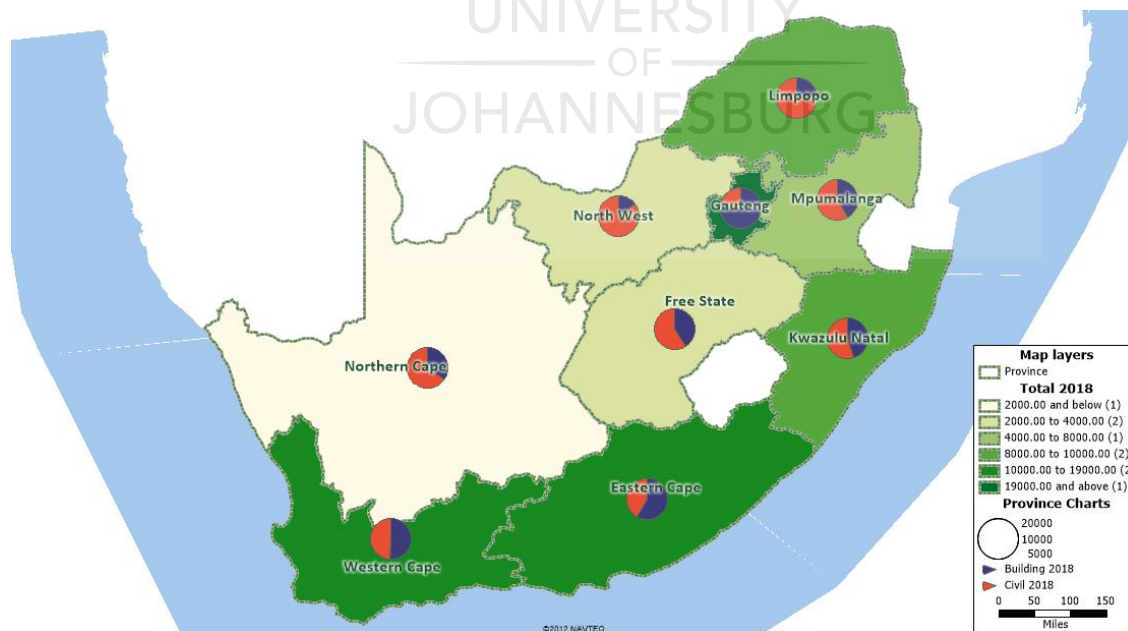 UNIVERSITY
OF
JOHANNESBURG
Limpopo
North West
Gauteng
Mpumalanga
Free State
Kwazulu Natal
Northern Cape
Eastern Cape
Western Cape
Map layers
Province
Total 2018
2000.00 and below (1)
2000.00 to 4000.00 (2)
4000.00 to 8000.00 (1)
8000.00 to 10000.00 (2)
10000.00 to 19000.00 (2
19000.00 and above (1)
Province Charts
20000
10000
5000
Building 2018
Civil 2018
0 50 100 150
Miles
©2012 NAVTEQ